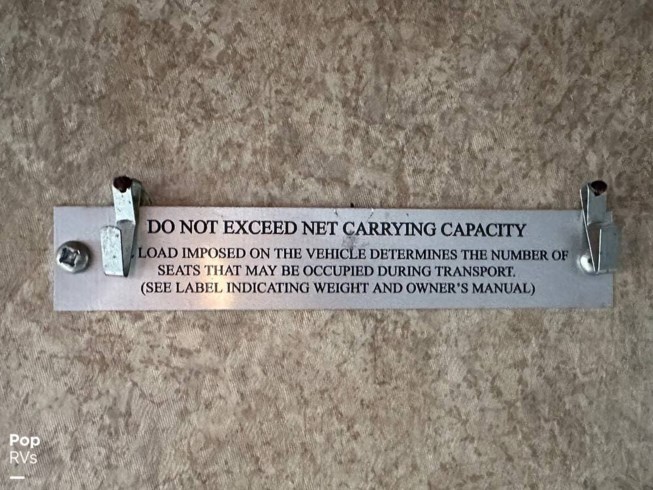 DO NOT EXCEED NET CARRYING CAPACITY
LOAD IMPOSED ON THE VEHICLE DETERMINES THE NUMBER OF
SEATS THAT MAY BE OCCUPIED DURING TRANSPORT.
(SEE LABEL INDICATING WEIGHT AND OWNER'S MANUAL)
Pop
RVs